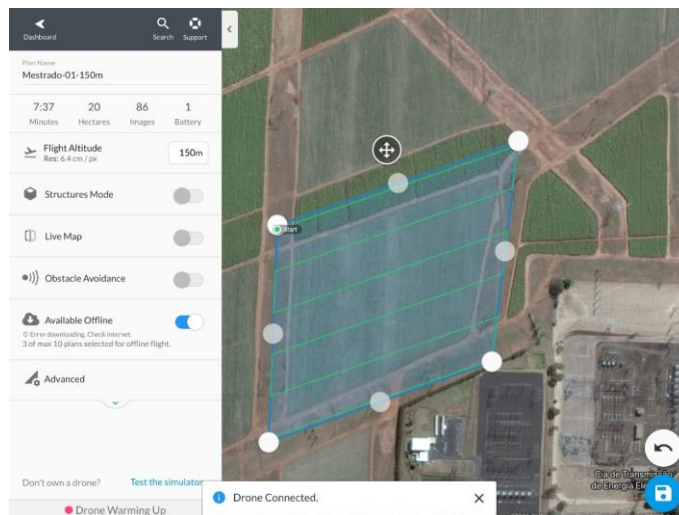 Dashboard
Search
Support
Plan Name
Mestrado-01-150m
7:37
20
86
1
Minutes
Hectares
Images
Battery
Flight Altitude
Res: 6.4 cm / px
150m
Structures Mode
Live Map
Obstacle Avoidance
Available Offline
Error downloading. Check internet.
3 of max 10 plans selected for offline flight.
Advanced
Don't own a drone?
Test the simulator
Drone Warming Up
Start
Drone Connected.
Cia de Transmissão
de Energia Elé